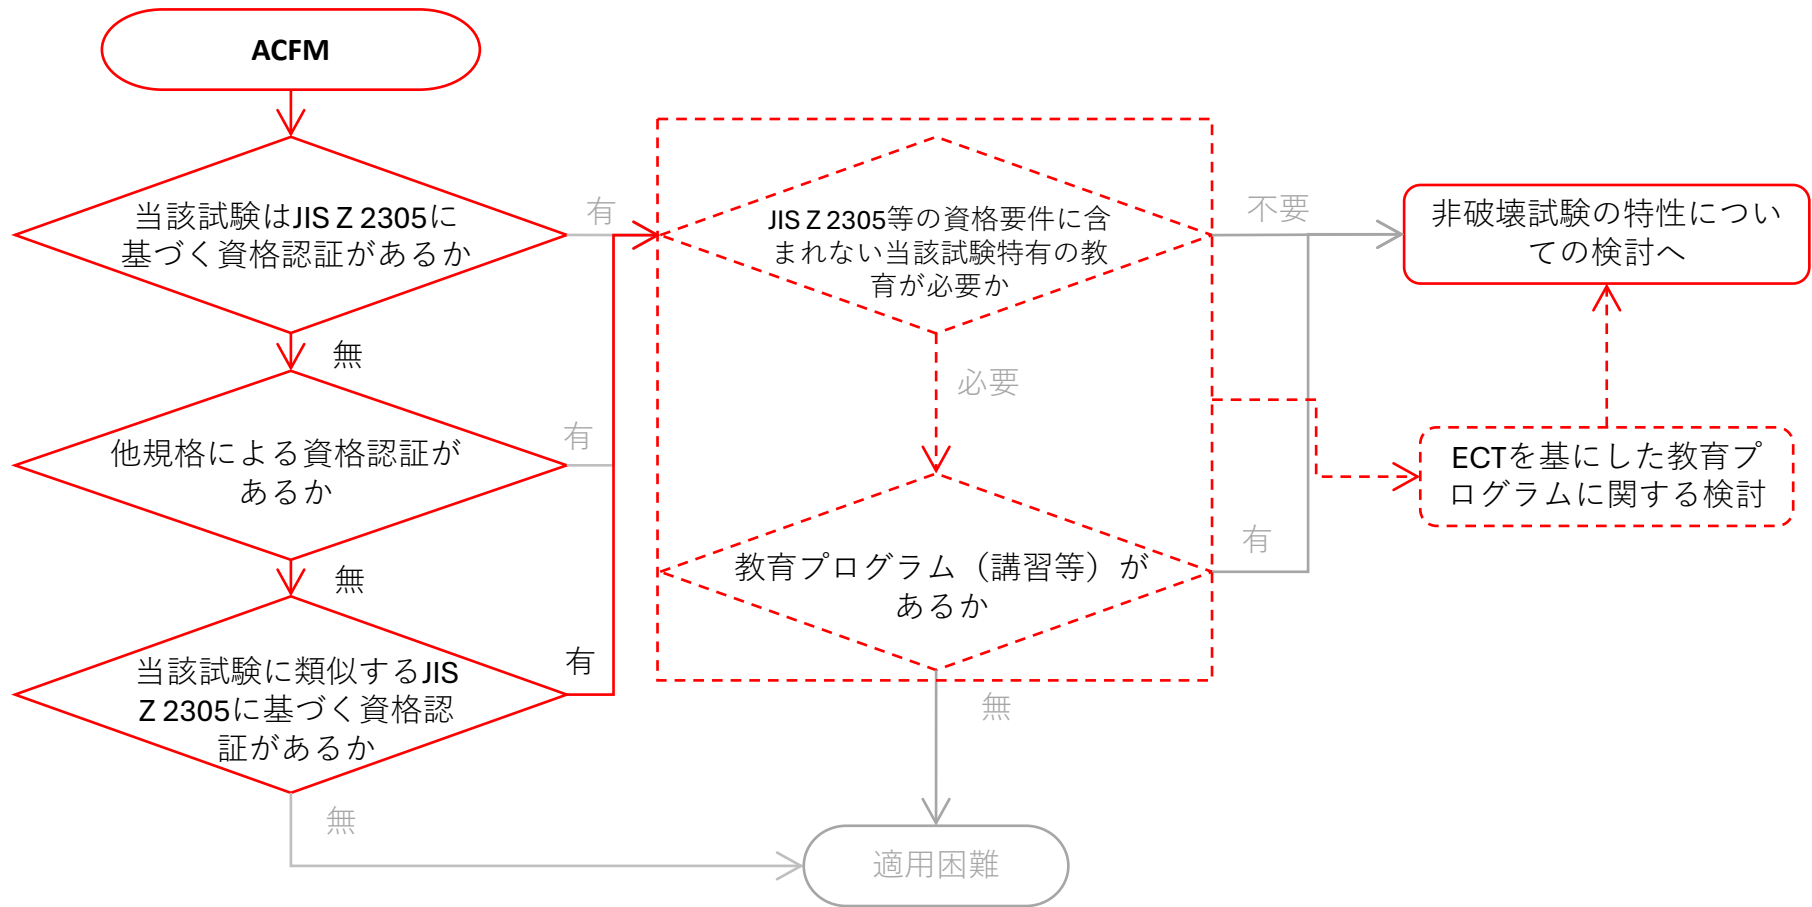 ACFM
当該試験はJIS Z 2305に
基づく資格認証があるか
有
無
他規格による資格認証が
あるか
有
無
当該試験に類似するJIS
Z 2305に基づく資格認
証があるか
有
無
JIS Z 2305等の資格要件に含
まれない当該試験特有の教
育が必要か
不要
必要
教育プログラム（講習等）が
あるか
有
無
適用困難
非破壊試験の特性につい
ての検討へ
ECTを基にした教育プ
ログラムに関する検討